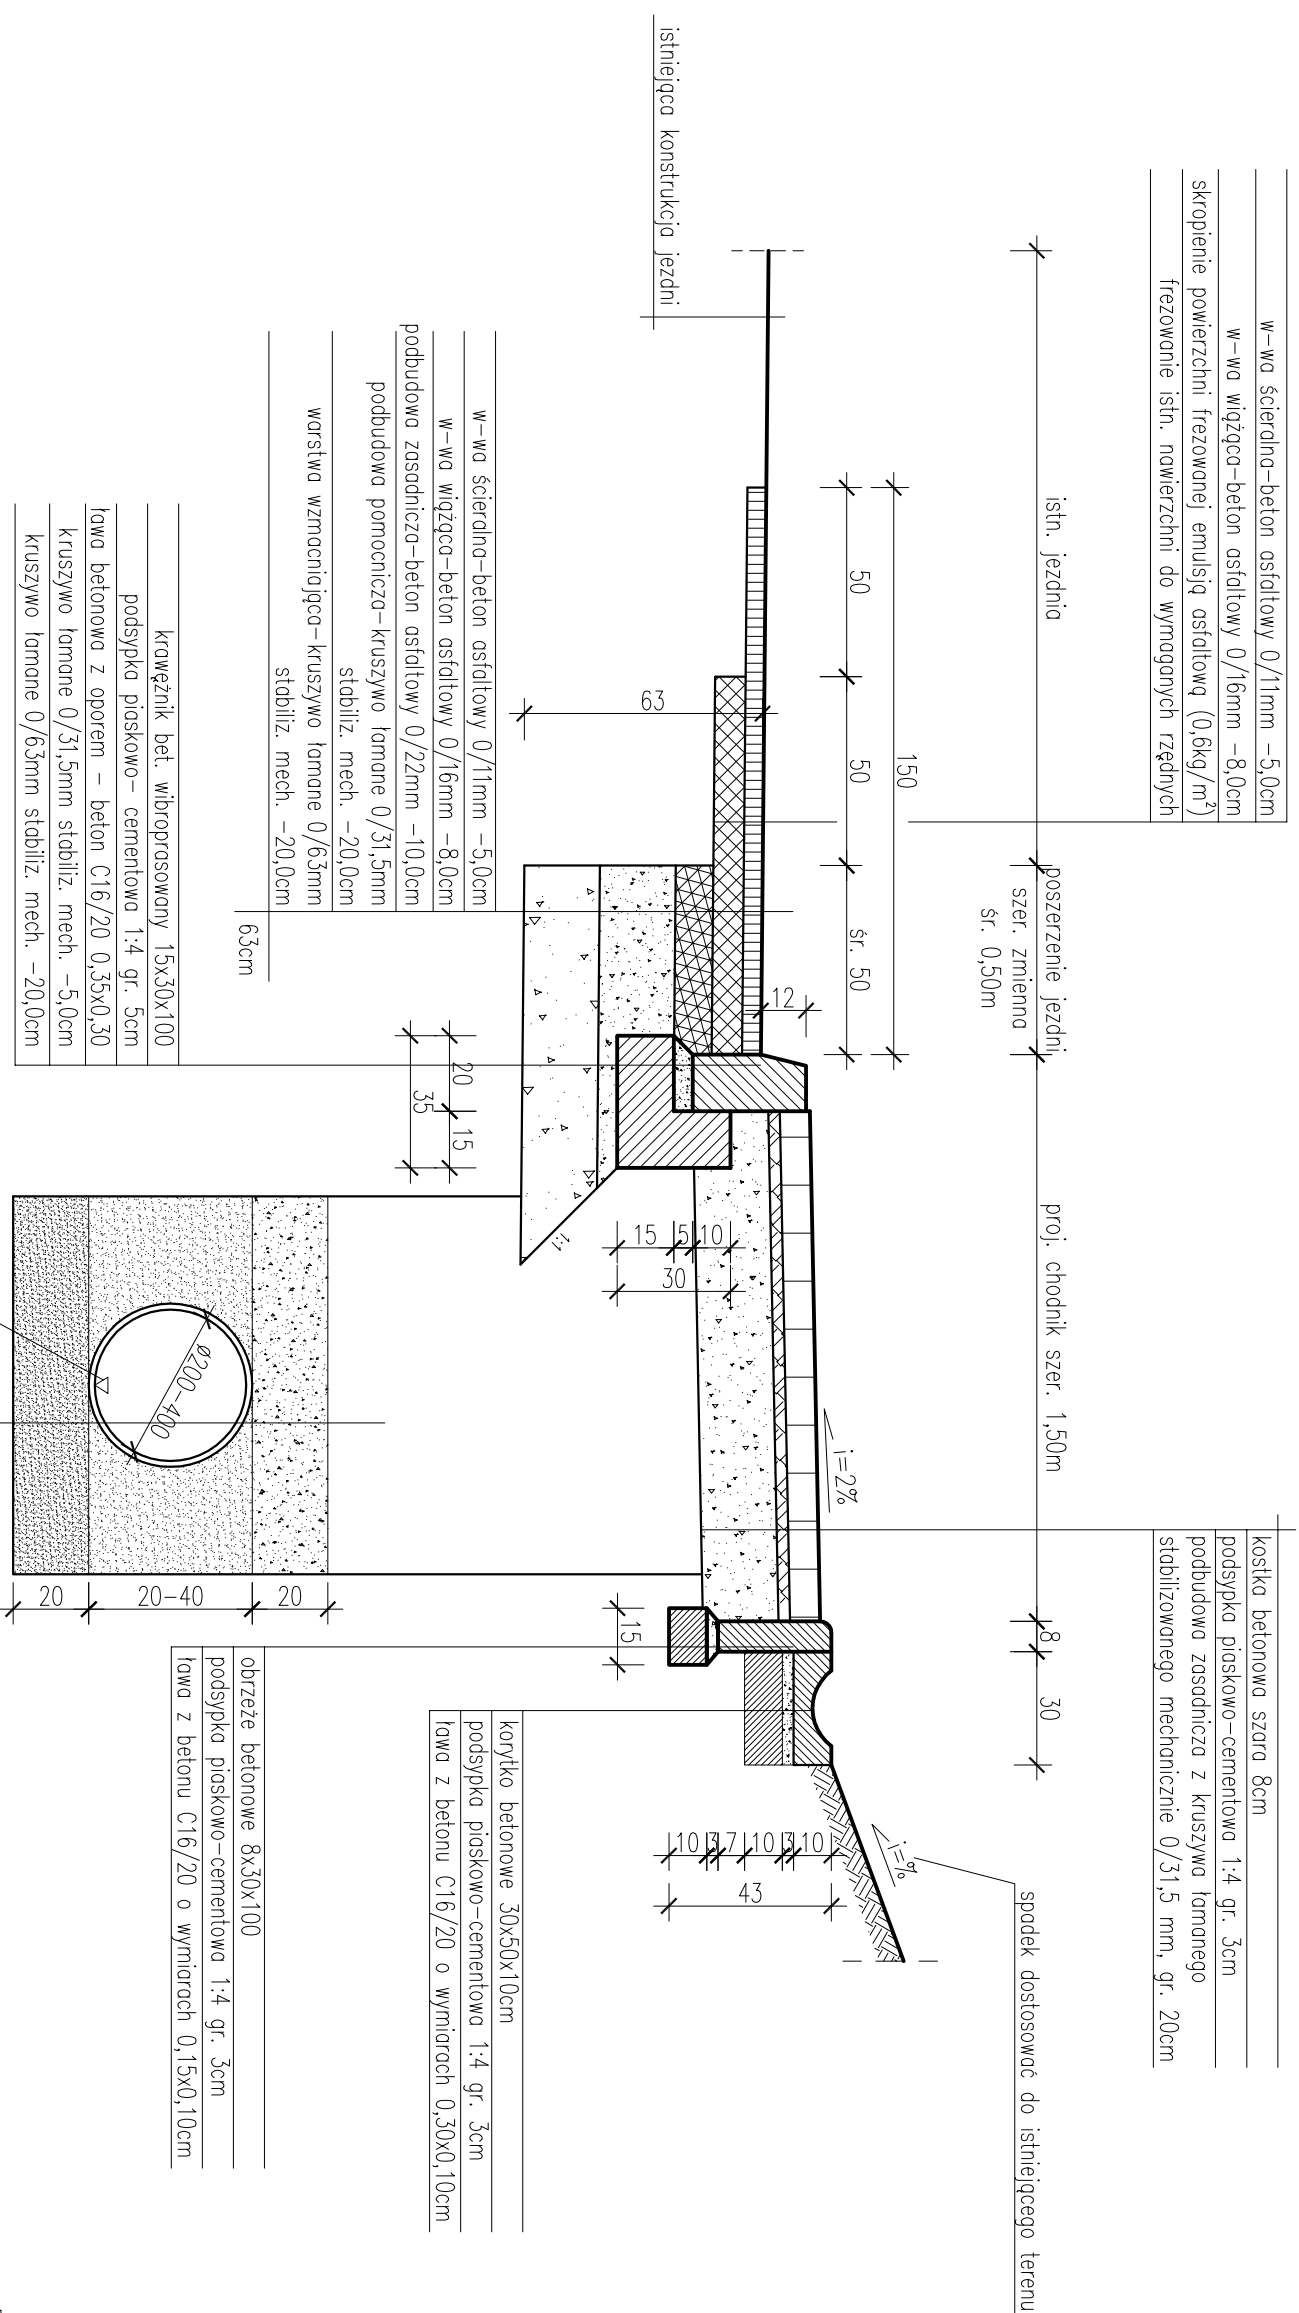 w-wa ścieralna-beton asfaltowy 0/11mm -5,0cm
w-wa wiążąca-beton asfaltowy 0/16mm -8,0cm
skropienie powierzchni frezowanej emulsją asfaltową (0,6kg/m²)
frezowanie istn. nawierzchni do wymaganych rzędnych
kostka betonowa szara 8cm
podsypka piaskowo-cementowa 1:4 gr. 3cm
podbudowa zasadnicza z kruszywa łamanego
stabilizowanego mechanicznie 0/31,5 mm, gr. 20cm
istn. jezdnia
poszerzenie jezdni
szer. zmienna
śr. 0,50m
proj. chodnik szer. 1,50m
8
30
spadek dostosować do istniejącego terenu
150
50
50
śr. 50
12
i=2%
i=%
63
istniejąca konstrukcja jezdni
10
3
7
10
3
10
43
15
5
10
30
1:1
15
20
15
35
w-wa ścieralna-beton asfaltowy 0/11mm -5,0cm
w-wa wiążąca-beton asfaltowy 0/16mm -8,0cm
podbudowa zasadnicza-beton asfaltowy 0/22mm -10,0cm
podbudowa pomocnicza-kruszywo łamane 0/31,5mm
stabiliz. mech. -20,0cm
warstwa wzmacniająca-kruszywo łamane 0/63mm
stabiliz. mech. -20,0cm
63cm
korytko betonowe 30x50x10cm
podsypka piaskowo-cementowa 1:4 gr. 3cm
ława z betonu C16/20 o wymiarach 0,30x0,10cm
obrzeże betonowe 8x30x100
podsypka piaskowo-cementowa 1:4 gr. 3cm
ława z betonu C16/20 o wymiarach 0,15x0,10cm
krawężnik bet. wibroprasowany 15x30x100
podsypka piaskowo- cementowa 1:4 gr. 5cm
ława betonowa z oporem - beton C16/20 0,35x0,30
kruszywo łamane 0/31,5mm stabiliz. mech. -5,0cm
kruszywo łamane 0/63mm stabiliz. mech. -20,0cm
ø200-400
20
20-40
20